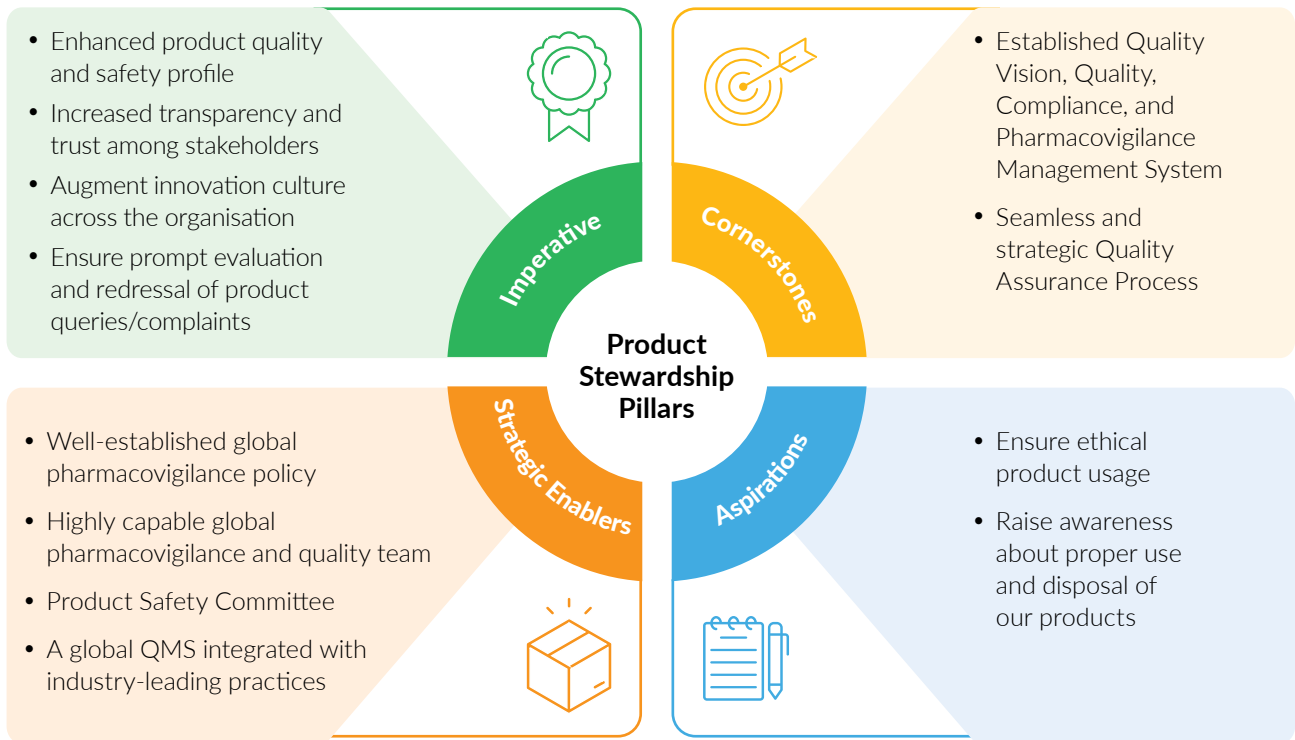 • Enhanced product quality
and safety profile
• Increased transparency and
trust among stakeholders
• Augment innovation culture
across the organisation
• Ensure prompt evaluation
and redressal of product
queries/complaints
Imperative
Cornerstones
• Established Quality
Vision, Quality,
Compliance, and
Pharmacovigilance
Management System
• Seamless and
strategic Quality
Assurance Process
Product
Stewardship
Pillars
• Well-established global
pharmacovigilance policy
• Highly capable global
pharmacovigilance and quality team
• Product Safety Committee
• A global QMS integrated with
industry-leading practices
Strategic Enablers
Aspirations
• Ensure ethical
product usage
• Raise awareness
about proper use
and disposal of
our products